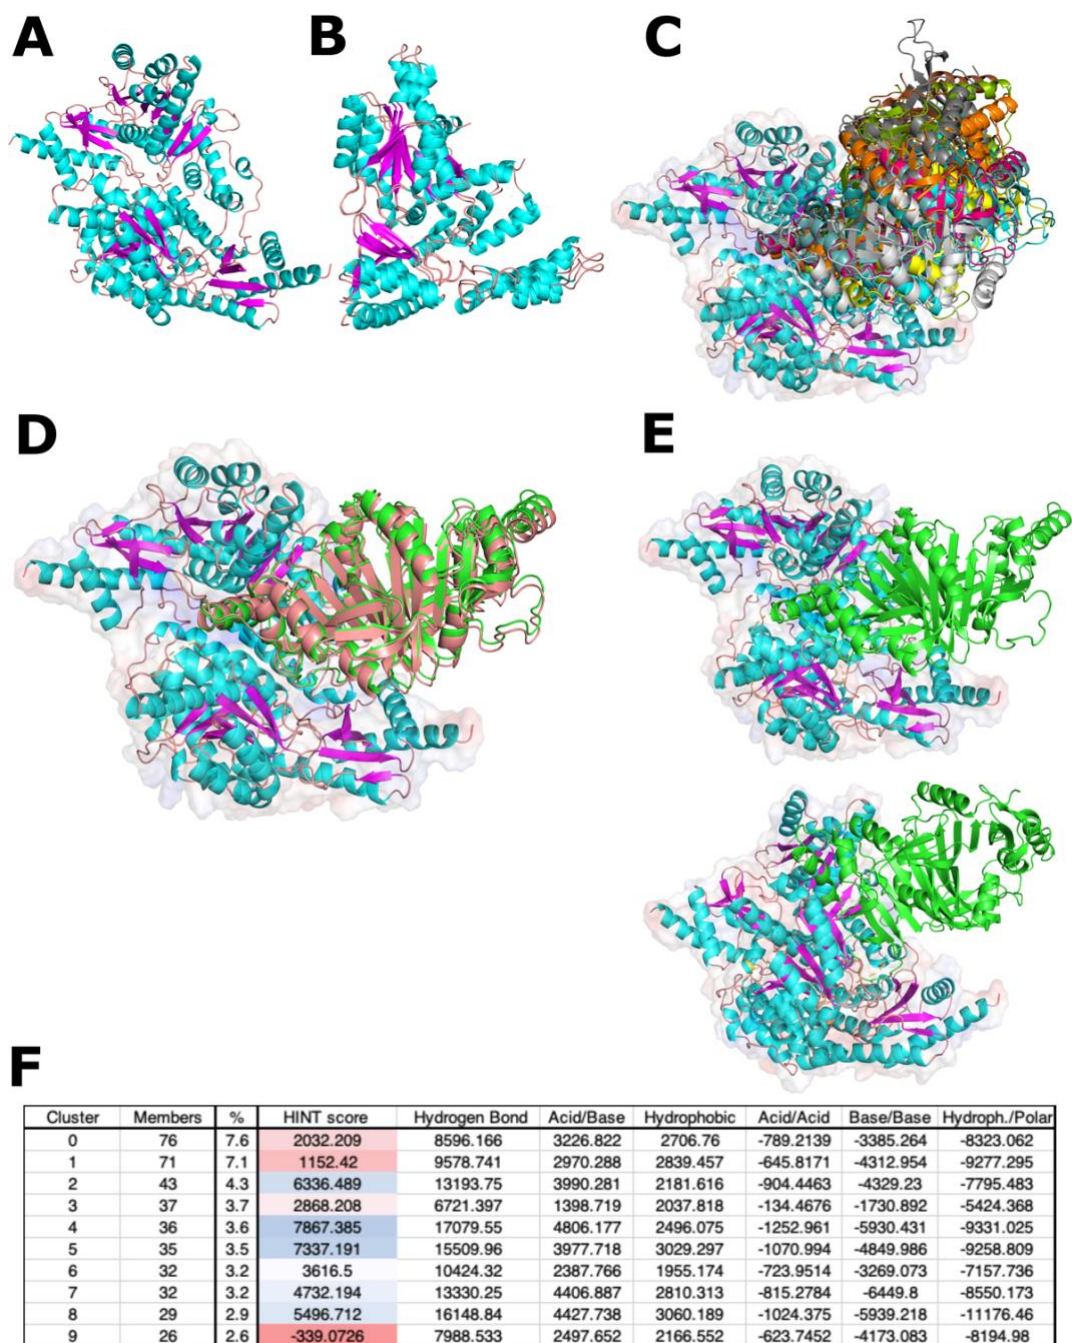 A
B
C
D
E
F
Cluster Members % HINT score Hydrogen Bond Acid/Base Hydrophobic Acid/Acid Base/Base Hydroph./Polar
0 76 7.6 2032.209 8596.166 3226.822 2706.76 -789.2139 -3385.264 -8323.062
1 71 7.1 1152.42 9578.741 2970.288 2839.457 -645.8171 -4312.954 -9277.295
2 43 4.3 6336.489 13193.75 3990.281 2181.616 -904.4463 -4329.23 -7795.483
3 37 3.7 2868.208 6721.397 1398.719 2037.818 -134.4676 -1730.892 -5424.368
4 36 3.6 7867.385 17079.55 4806.177 2496.075 -1252.961 -5930.431 -9331.025
5 35 3.5 7337.191 15509.96 3977.718 3029.297 -1070.994 -4849.986 -9258.809
6 32 3.2 3616.5 10424.32 2387.766 1955.174 -723.9514 -3269.073 -7157.736
7 32 3.2 4732.194 13330.25 4406.887 2810.313 -815.2784 -6449.8 -8550.173
8 29 2.9 5496.712 16148.84 4427.738 3060.189 -1024.375 -5939.218 -11176.46
9 26 2.6 -339.0726 7988.533 2497.652 2166.552 -623.7452 -4173.083 -8194.98